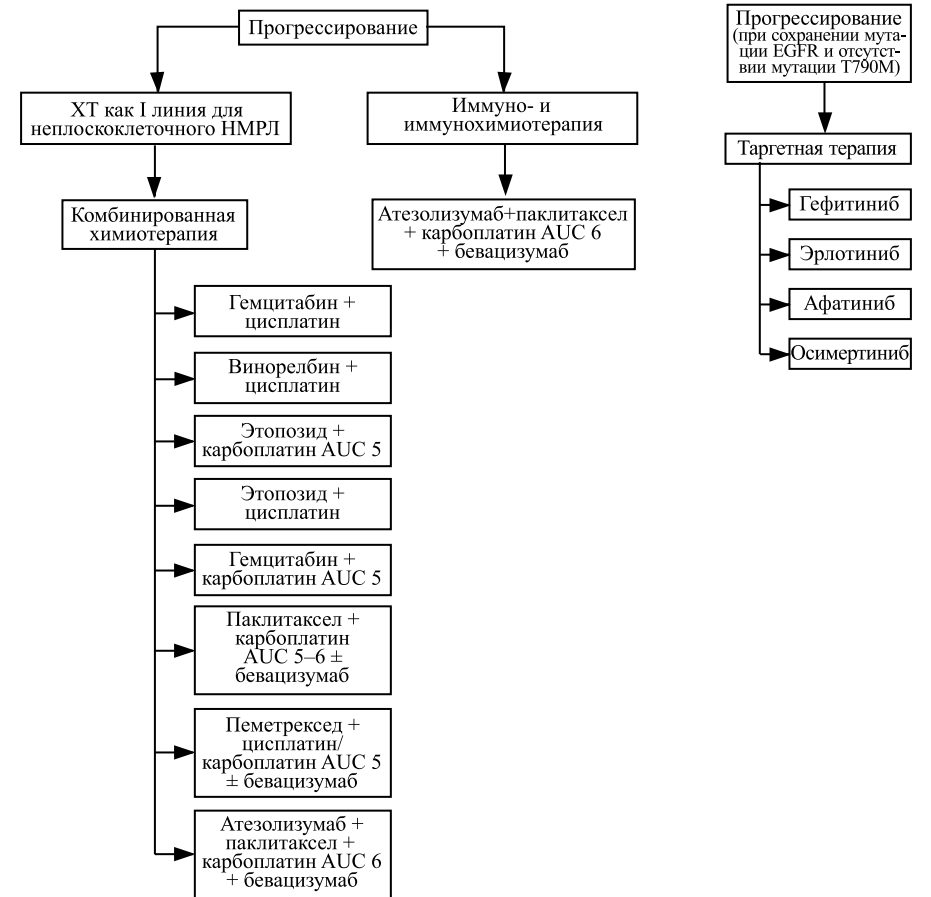 Прогрессирование
ХТ как I линия для
неплоскоклеточного НМРЛ
Комбинированная
химиотерапия
Гемцитабин +
цисплатин
Винорелбин +
цисплатин
Этопозид +
карбоплатин AUC 5
Этопозид +
цисплатин
Гемцитабин +
карбоплатин AUC 5
Паклитаксел +
карбоплатин
AUC 5–6 ±
бевацизумаб
Пеметрексед +
цисплатин/
карбоплатин AUC 5
± бевацизумаб
Атезолизумаб +
паклитаксел +
карбоплатин AUC 6
+ бевацизумаб
Иммуно- и
иммунохимиотерапия
Атезолизумаб+паклитаксел
+ карбоплатин AUC 6
+ бевацизумаб
Прогрессирование
(при сохранении мута-
ции EGFR и отсутст-
вии мутации T790M)
Таргетная терапия
Гефитиниб
Эрлотиниб
Афатиниб
Осимертиниб